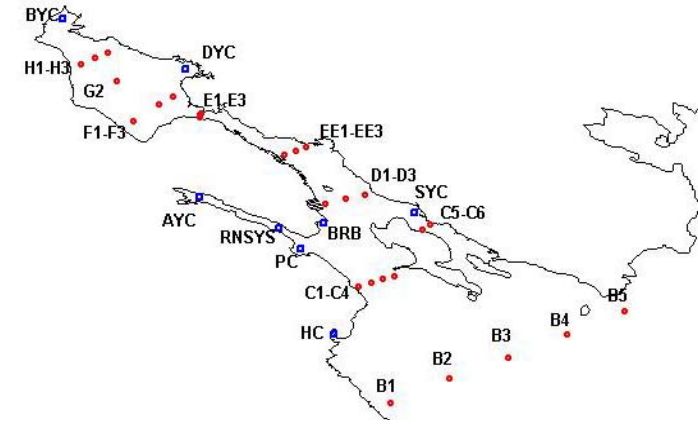 BYC
DYC
H1-H3
G2
E1-E3
F1-F3
EE1-EE3
D1-D3
SYC
AYC
C5-C6
RNSYS
BRB
PC
C1-C4
B5
HC
B4
B3
B2
B1